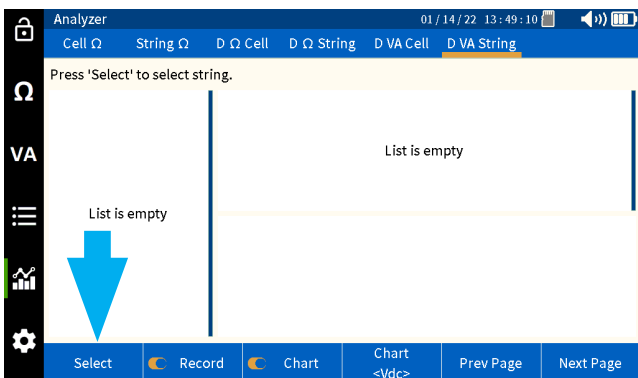 Analyzer 01/14/22 13:49:10
Cell Ω String Ω D Ω Cell D Ω String D VA Cell D VA String
Press 'Select' to select string.
Ω
VA
List is empty
List is empty
Select Record Chart Chart <Vdc> Prev Page Next Page